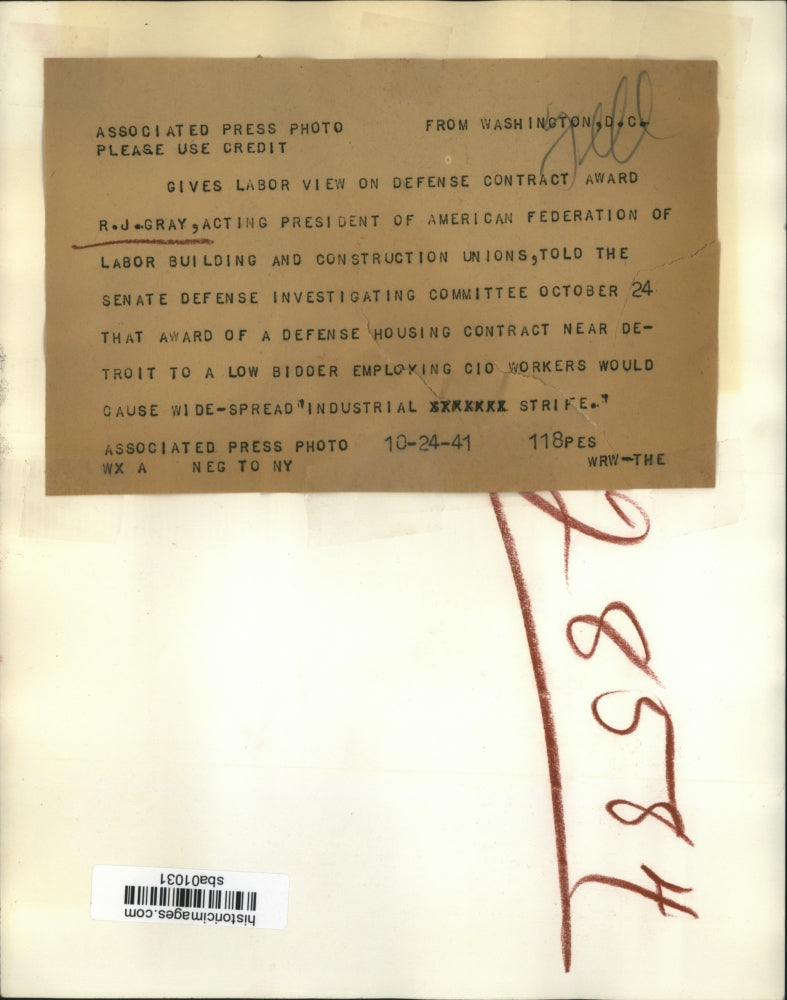 ASSOCIATED PRESS PHOTO FROM WASHINGTON,D.C.
PLEASE USE CREDIT
GIVES LABOR VIEW ON DEFENSE CONTRACT AWARD
R.J.GRAY,ACTING PRESIDENT OF AMERICAN FEDERATION OF
LABOR BUILDING AND CONSTRUCTION UNIONS,TOLD THE
SENATE DEFENSE INVESTIGATING COMMITTEE OCTOBER 24
THAT AWARD OF A DEFENSE HOUSING CONTRACT NEAR DE-
TROIT TO A LOW BIDDER EMPLOYING CIO WORKERS WOULD
CAUSE WIDE-SPREAD"INDUSTRIAL XXXXXXX STRIFE."
ASSOCIATED PRESS PHOTO 10-24-41 118PES
WX A NEG TO NY WRW-THE
historicimages.com
sba01031